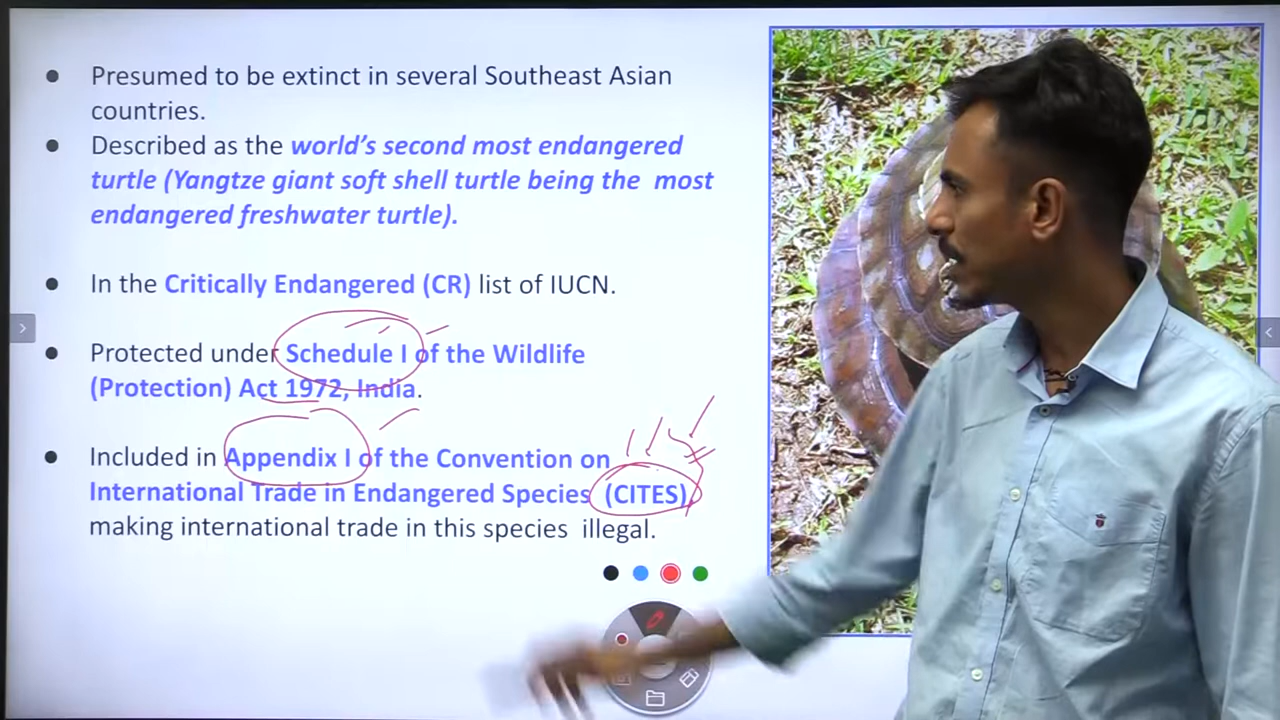 ● Presumed to be extinct in several Southeast Asian
countries.
● Described as the world's second most endangered
turtle (Yangtze giant soft shell turtle being the most
endangered freshwater turtle).
● In the Critically Endangered (CR) list of IUCN.
● Protected under Schedule I of the Wildlife
(Protection) Act 1972, India.
● Included in Appendix I of the Convention on
International Trade in Endangered Species (CITES),
making international trade in this species illegal.